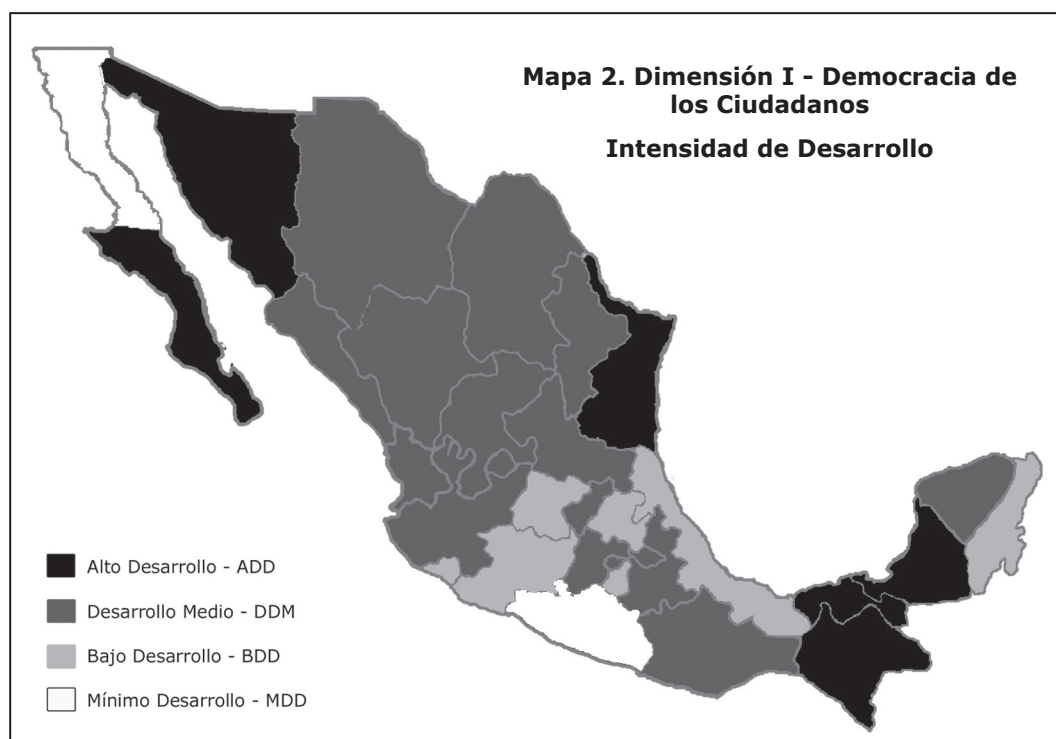 Mapa 2. Dimensión I - Democracia de
los Ciudadanos
Intensidad de Desarrollo
Alto Desarrollo - ADD
Desarrollo Medio - DDM
Bajo Desarrollo - BDD
Mínimo Desarrollo - MDD